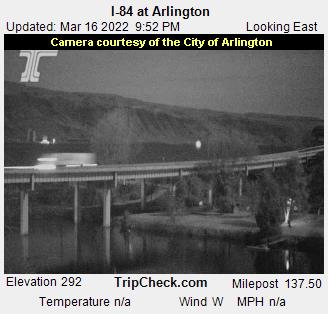 I-84 at Arlington
Updated: Mar 16 2022 9:52 PM Looking East
Camera courtesy of the City of Arlington
Elevation 292 TripCheck.com Milepost 137.50
Temperature n/a Wind W MPH n/a